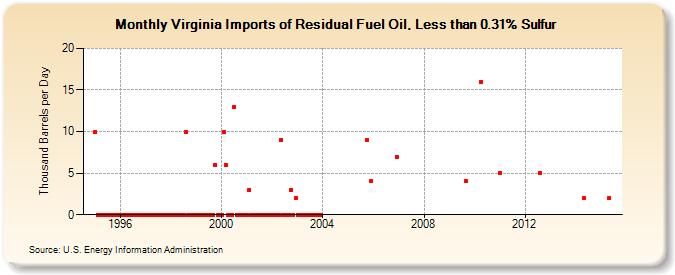 Monthly Virginia Imports of Residual Fuel Oil, Less than 0.31% Sulfur
Thousand Barrels per Day
20
15
10
5
0
1996 2000 2004 2008 2012
Source: U.S. Energy Information Administration